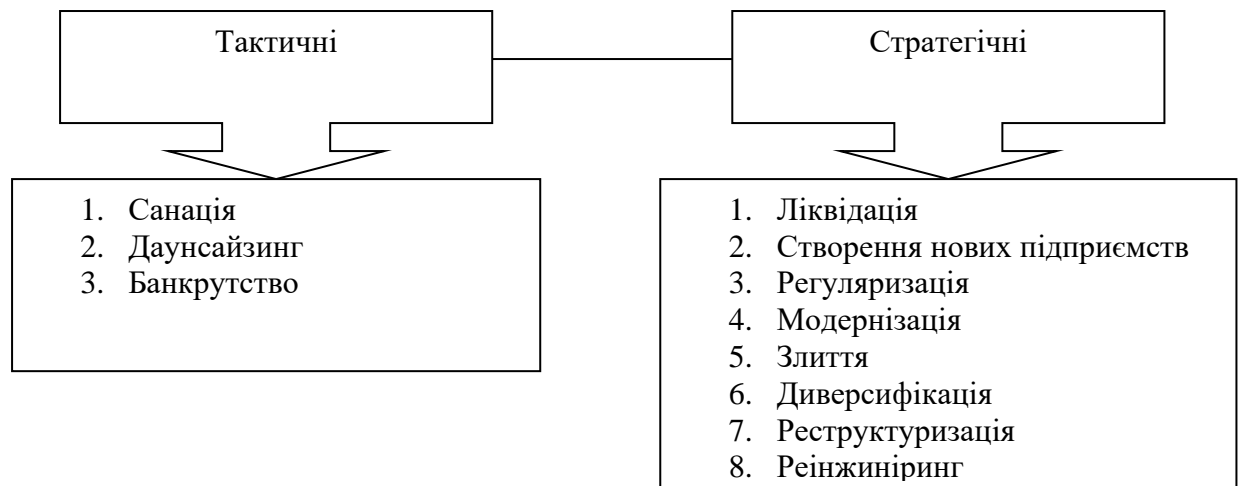 Тактичні
Стратегічні
1. Санація
2. Даунсайзинг
3. Банкрутство
1. Ліквідація
2. Створення нових підприємств
3. Регуляризація
4. Модернізація
5. Злиття
6. Диверсифікація
7. Реструктуризація
8. Реінжиніринг